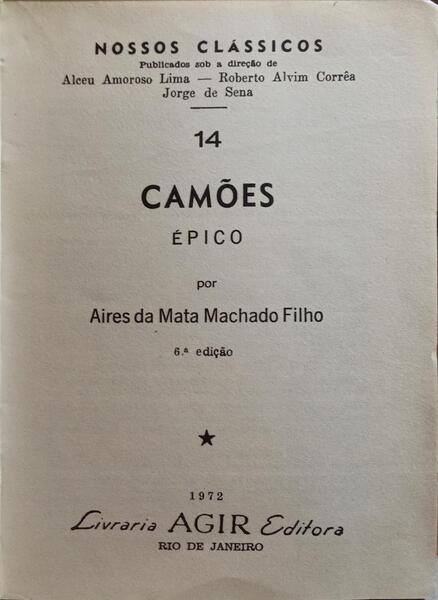 NOSSOS CLÁSSICOS
Publicados sob a direção de
Alceu Amoroso Lima — Roberto Alvim Corrêa
Jorge de Sena
14
CAMÕES
ÉPICO
por
Aires da Mata Machado Filho
6.ª edição
1972
Livraria AGIR Editora
RIO DE JANEIRO